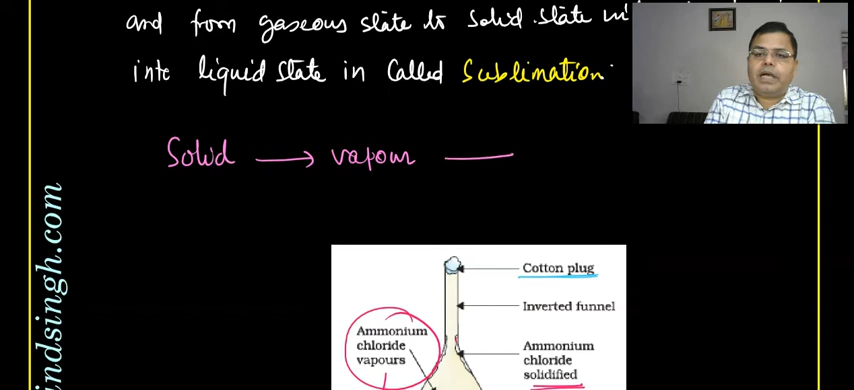 and from gaseous state to solid state
into liquid state in called Sublimation
Solid → vapour
Cotton plug
Inverted funnel
Ammonium
chloride
vapours
Ammonium
chloride
solidified
indsingh.com